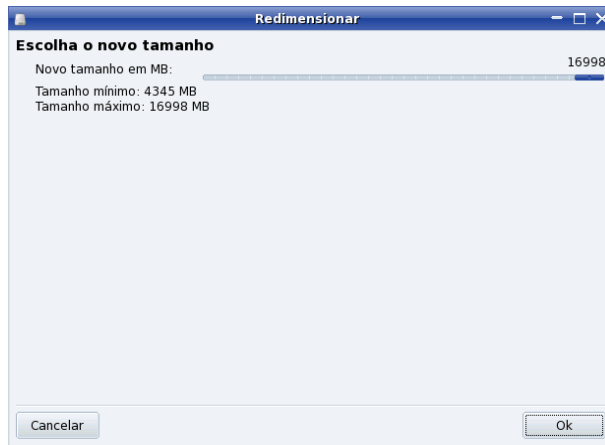 Redimensionar
Escolha o novo tamanho
Novo tamanho em MB:
16998
Tamanho mínimo: 4345 MB
Tamanho máximo: 16998 MB
Cancelar
Ok